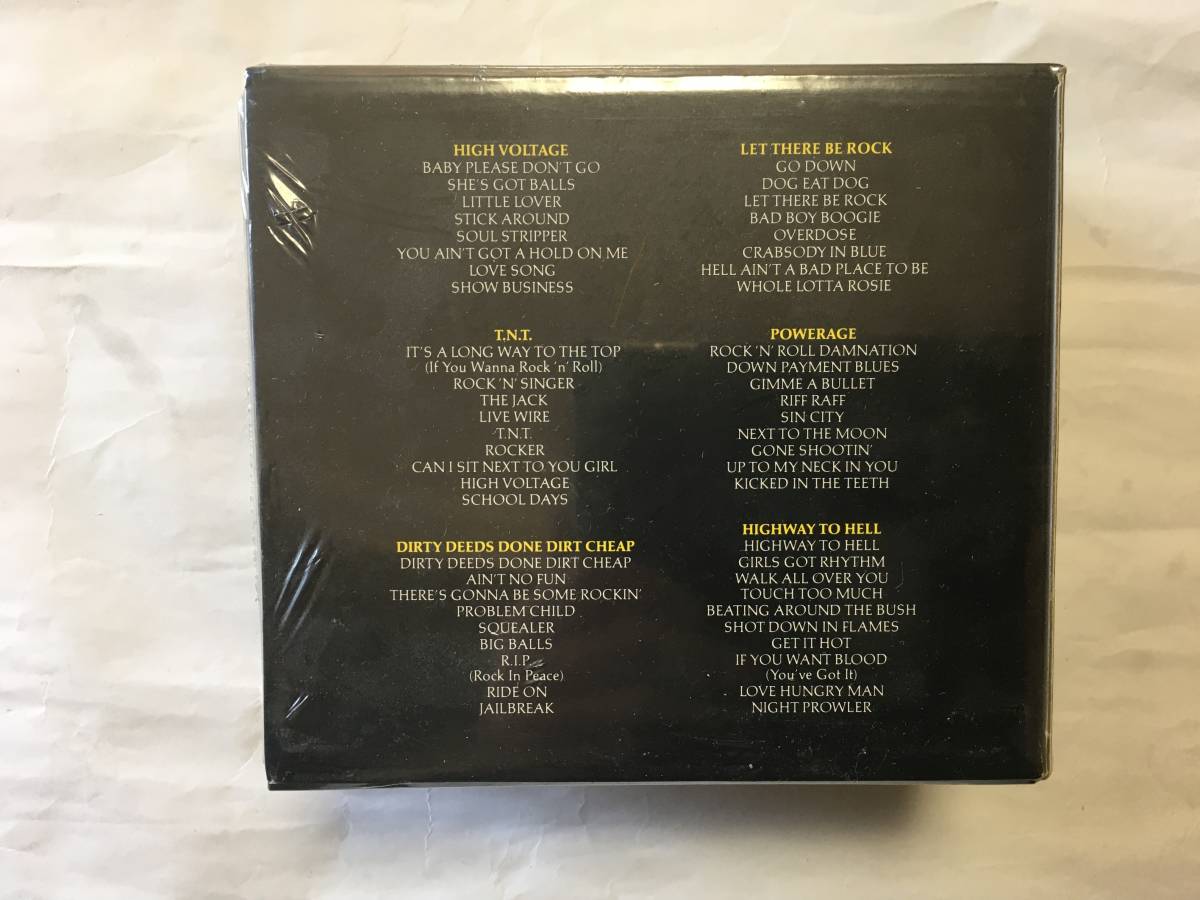 HIGH VOLTAGE
BABY PLEASE DON'T GO
SHE'S GOT BALLS
LITTLE LOVER
STICK AROUND
SOUL STRIPPER
YOU AIN'T GOT A HOLD ON ME
LOVE SONG
SHOW BUSINESS
T.N.T.
IT'S A LONG WAY TO THE TOP
(If You Wanna Rock 'n' Roll)
ROCK 'N' SINGER
THE JACK
LIVE WIRE
T.N.T.
ROCKER
CAN I SIT NEXT TO YOU GIRL
HIGH VOLTAGE
SCHOOL DAYS
DIRTY DEEDS DONE DIRT CHEAP
DIRTY DEEDS DONE DIRT CHEAP
AIN'T NO FUN
THERE'S GONNA BE SOME ROCKIN'
PROBLEM CHILD
SQUEALER
BIG BALLS
R.I.P.
(Rock In Peace)
RIDE ON
JAILBREAK
LET THERE BE ROCK
GO DOWN
DOG EAT DOG
LET THERE BE ROCK
BAD BOY BOOGIE
OVERDOSE
CRABSODY IN BLUE
HELL AIN'T A BAD PLACE TO BE
WHOLE LOTTA ROSIE
POWERAGE
ROCK 'N' ROLL DAMNATION
DOWN PAYMENT BLUES
GIMME A BULLET
RIFF RAFF
SIN CITY
NEXT TO THE MOON
GONE SHOOTIN'
UP TO MY NECK IN YOU
KICKED IN THE TEETH
HIGHWAY TO HELL
HIGHWAY TO HELL
GIRLS GOT RHYTHM
WALK ALL OVER YOU
TOUCH TOO MUCH
BEATING AROUND THE BUSH
SHOT DOWN IN FLAMES
GET IT HOT
IF YOU WANT BLOOD
(You've Got It)
LOVE HUNGRY MAN
NIGHT PROWLER